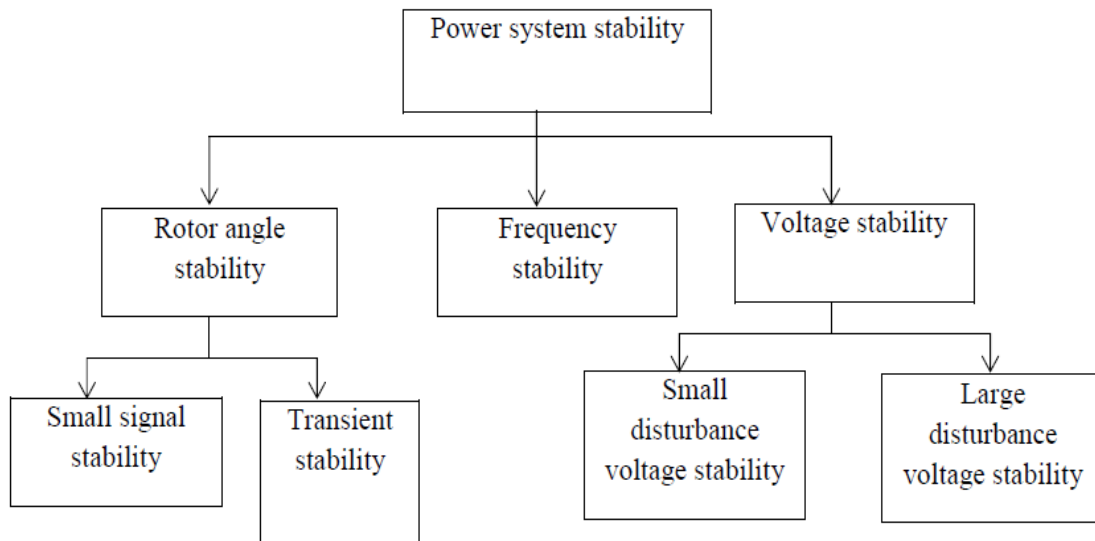 Power system stability
Rotor angle
stability
Frequency
stability
Voltage stability
Small signal
stability
Transient
stability
Small
disturbance
voltage stability
Large
disturbance
voltage stability